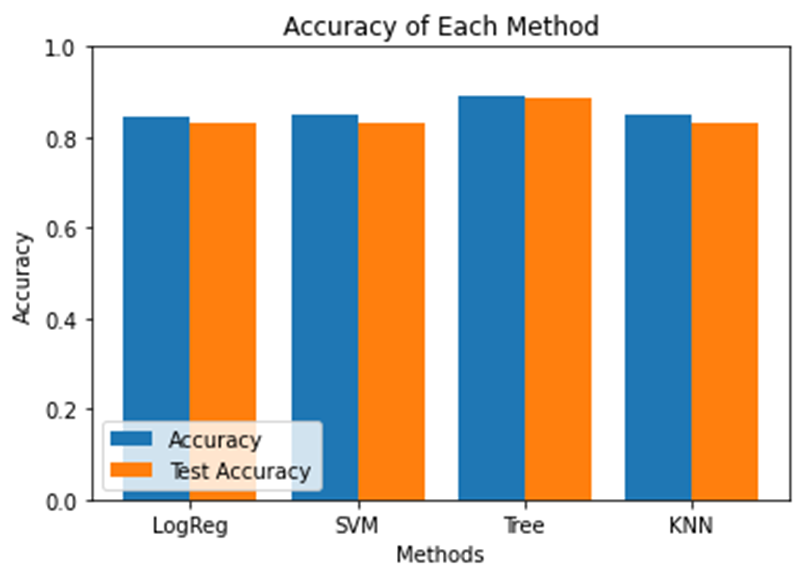 Accuracy of Each Method
1.0
0.8
0.6
0.4
0.2
0.0
Accuracy
Accuracy
Test Accuracy
LogReg SVM Tree KNN
Methods